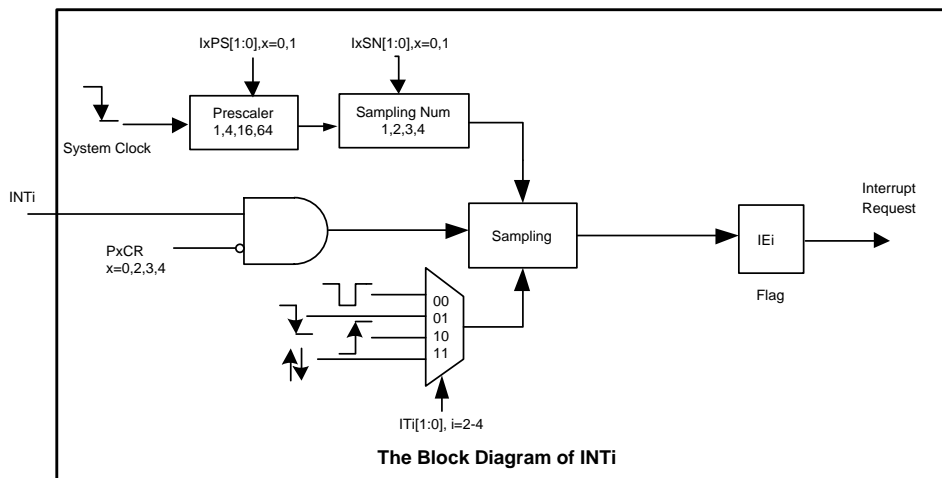 IxPS[1:0],x=0,1
IxSN[1:0],x=0,1
Prescaler
1,4,16,64
Sampling Num
1,2,3,4
System Clock
INTi
PxCR
x=0,2,3,4
Sampling
IEi
Flag
Interrupt
Request
00
01
10
11
ITi[1:0], i=2-4
The Block Diagram of INTi